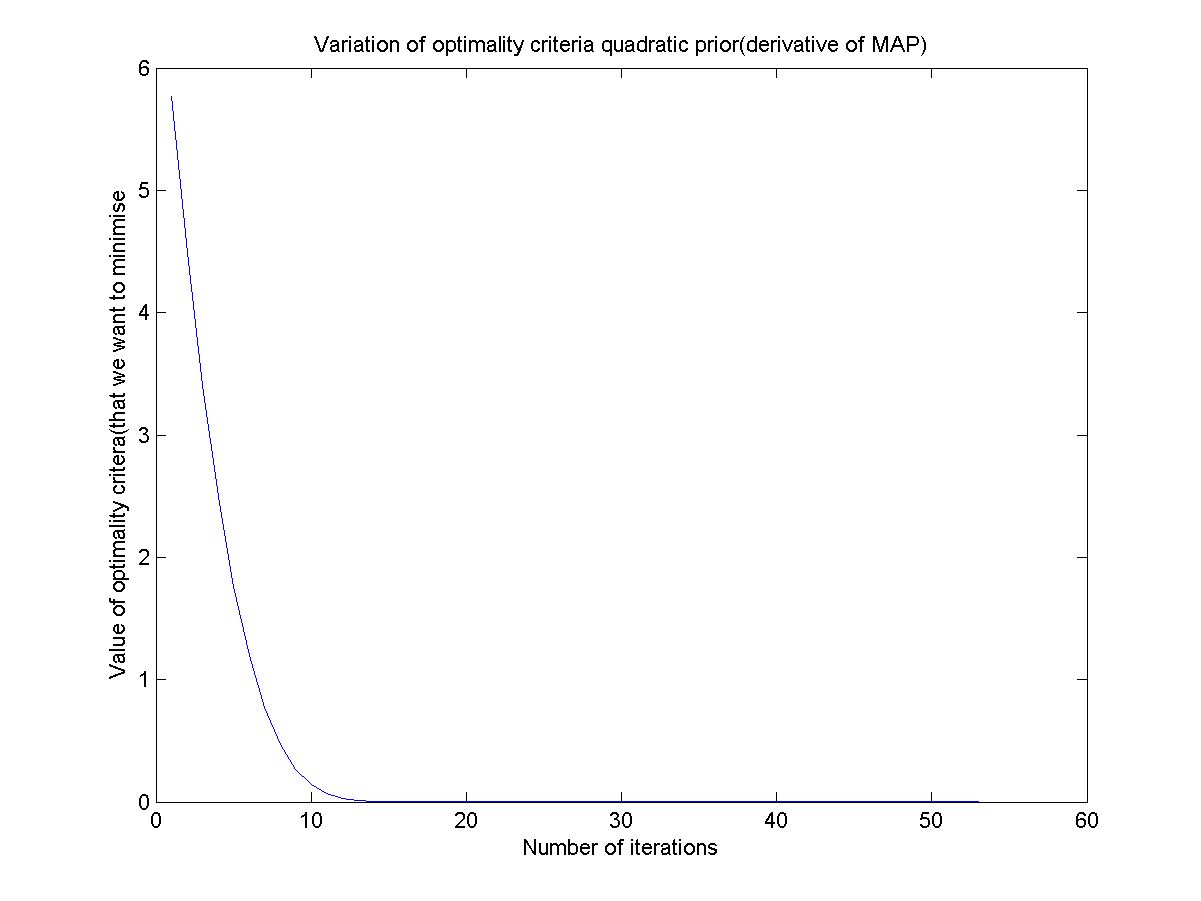 Variation of optimality criteria quadratic prior(derivative of MAP)
6
5
4
3
2
1
0
Value of optimality critera(that we want to minimise
0 10 20 30 40 50 60
Number of iterations